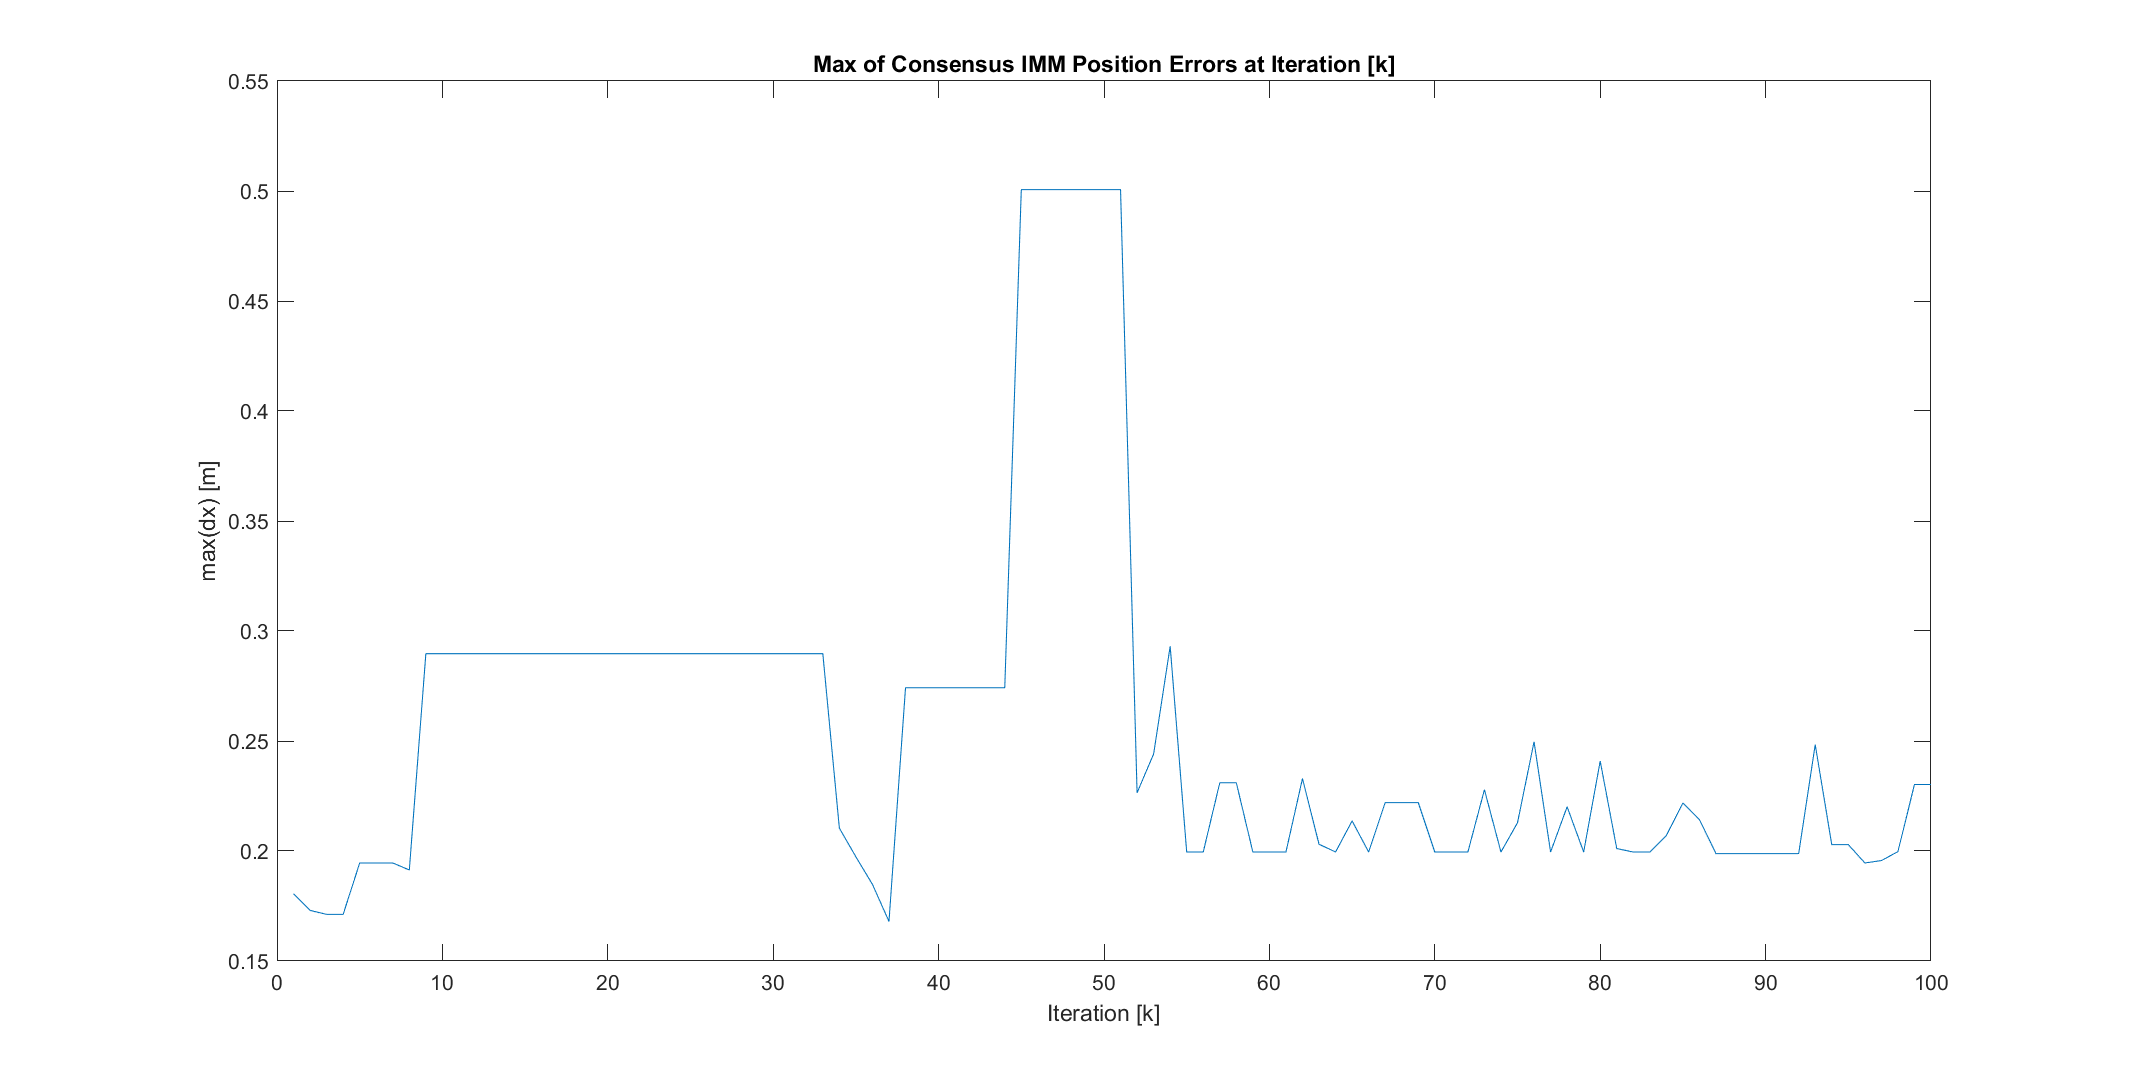 Max of Consensus IMM Position Errors at Iteration [k]
0.55
0.5
0.45
0.4
0.35
0.3
0.25
0.2
0.15
max(dx) [m]
0 10 20 30 40 50 60 70 80 90 100
Iteration [k]